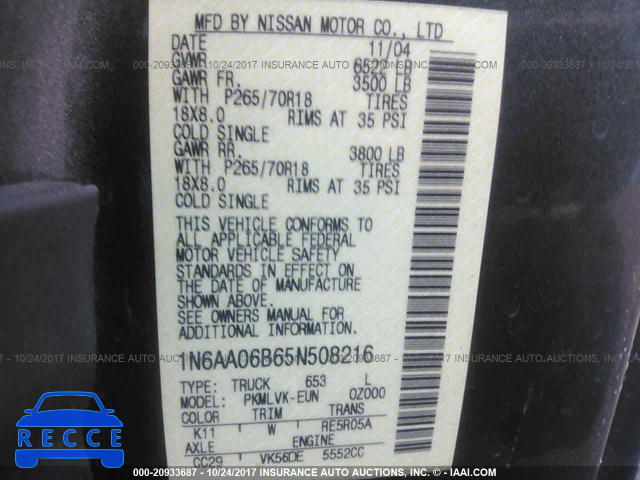 MFD BY NISSAN MOTOR CO., LTD
DATE 11/04
GVWR 6522 LB
GAWR FR. 3500 LB
WITH P265/70R18 TIRES
18X8.0 RIMS AT 35 PSI
COLD SINGLE
GAWR RR. 3800 LB
WITH P265/70R18 TIRES
18X8.0 RIMS AT 35 PSI
COLD SINGLE
THIS VEHICLE CONFORMS TO
ALL APPLICABLE FEDERAL
MOTOR VEHICLE SAFETY
STANDARDS IN EFFECT ON
THE DATE OF MANUFACTURE
SHOWN ABOVE.
SEE OWNERS MANUAL FOR
ADDITIONAL INFORMATION
1N6AA06B65N508216
TYPE: TRUCK 653 L
MODEL: PKMLVK-EUN OZ000
COLOR TRIM TRANS
K11 W RE5R05A
AXLE ENGINE
CC29 VK56DE 5552CC
000-20933687 - 10/24/2017 - INSURANCE AUTO AUCTIONS - © - IAAI.COM